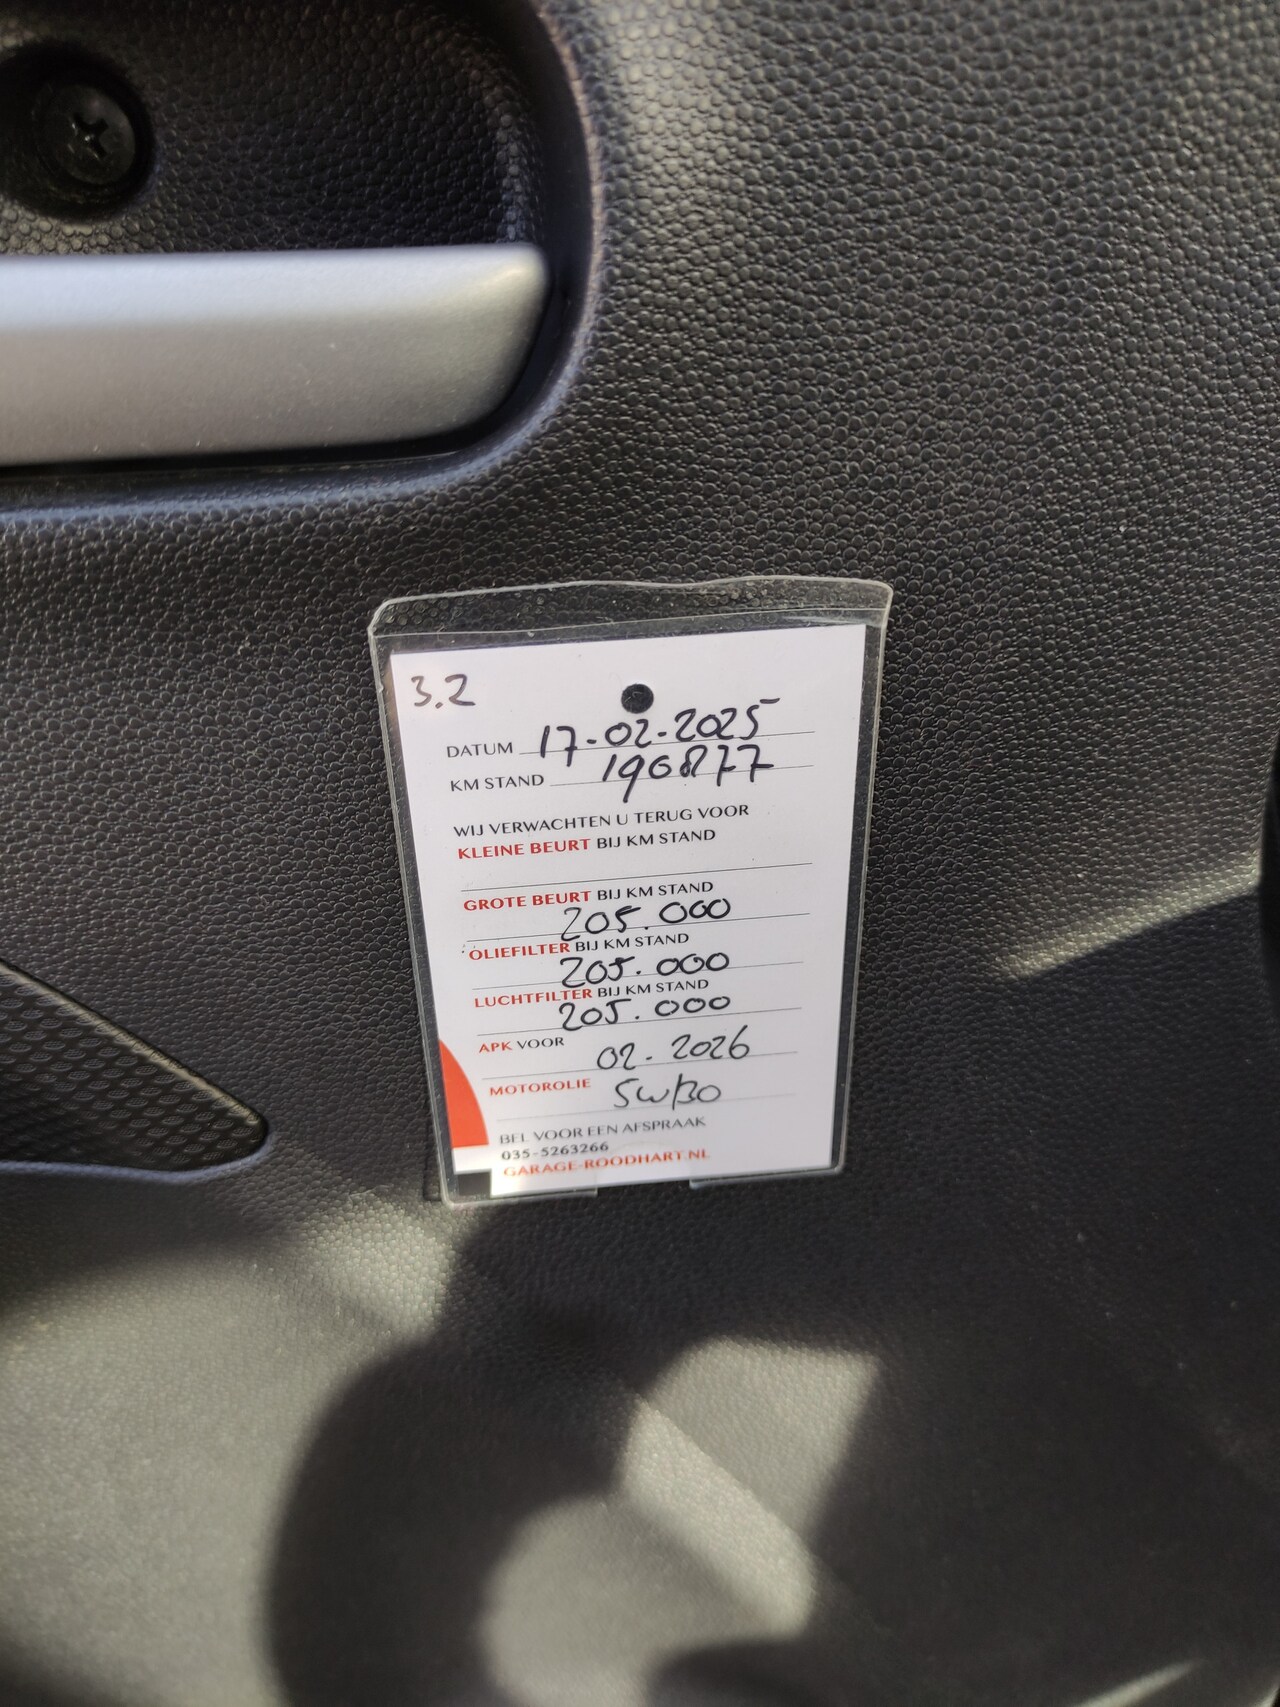 3.2
DATUM 17-02-2025
KM STAND 190877
WIJ VERWACHTEN U TERUG VOOR
KLEINE BEURT BIJ KM STAND
GROTE BEURT BIJ KM STAND
205.000
OLIEFILTER BIJ KM STAND
205.000
LUCHTFILTER BIJ KM STAND
205.000
APK VOOR 02-2026
MOTOROLIE 5W/30
BEL VOOR EEN AFSPRAAK
035-5263266
GARAGE-ROODHART.NL